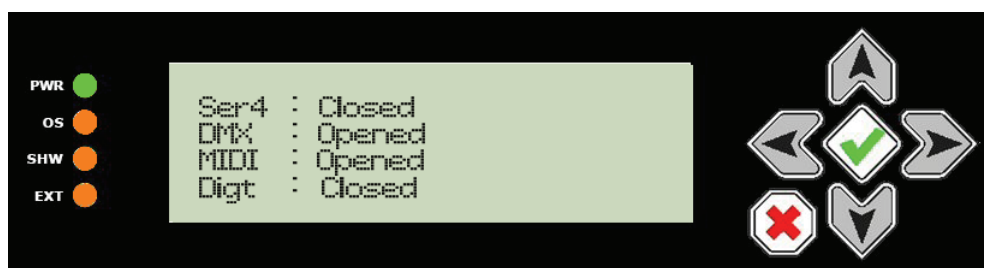 PWR
OS
SHW
EXT
Ser4 : Closed
DMX : Opened
MIDI : Opened
Digt : Closed